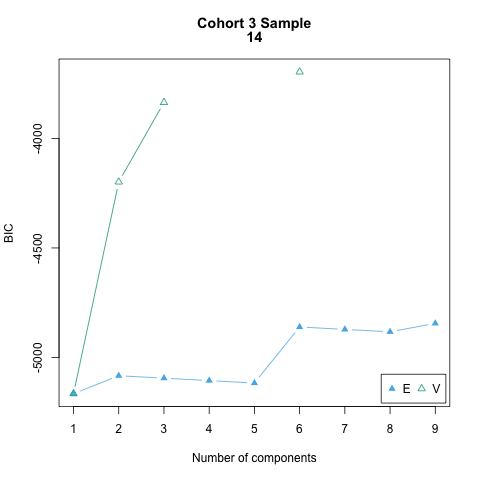 Cohort 3 Sample
14
BIC
-4000
-4500
-5000
E V
1 2 3 4 5 6 7 8 9
Number of components